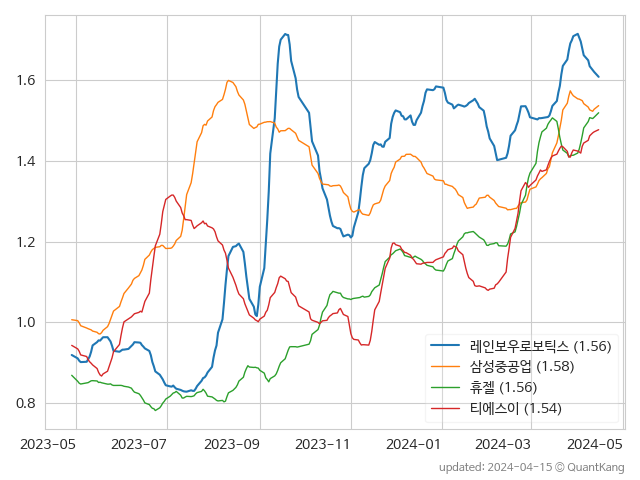 1.6
1.4
1.2
1.0
0.8
레인보우로보틱스 (1.56)
삼성중공업 (1.58)
휴젤 (1.56)
티에스이 (1.54)
2023-05 2023-07 2023-09 2023-11 2024-01 2024-03 2024-05
updated: 2024-04-15 © QuantKang